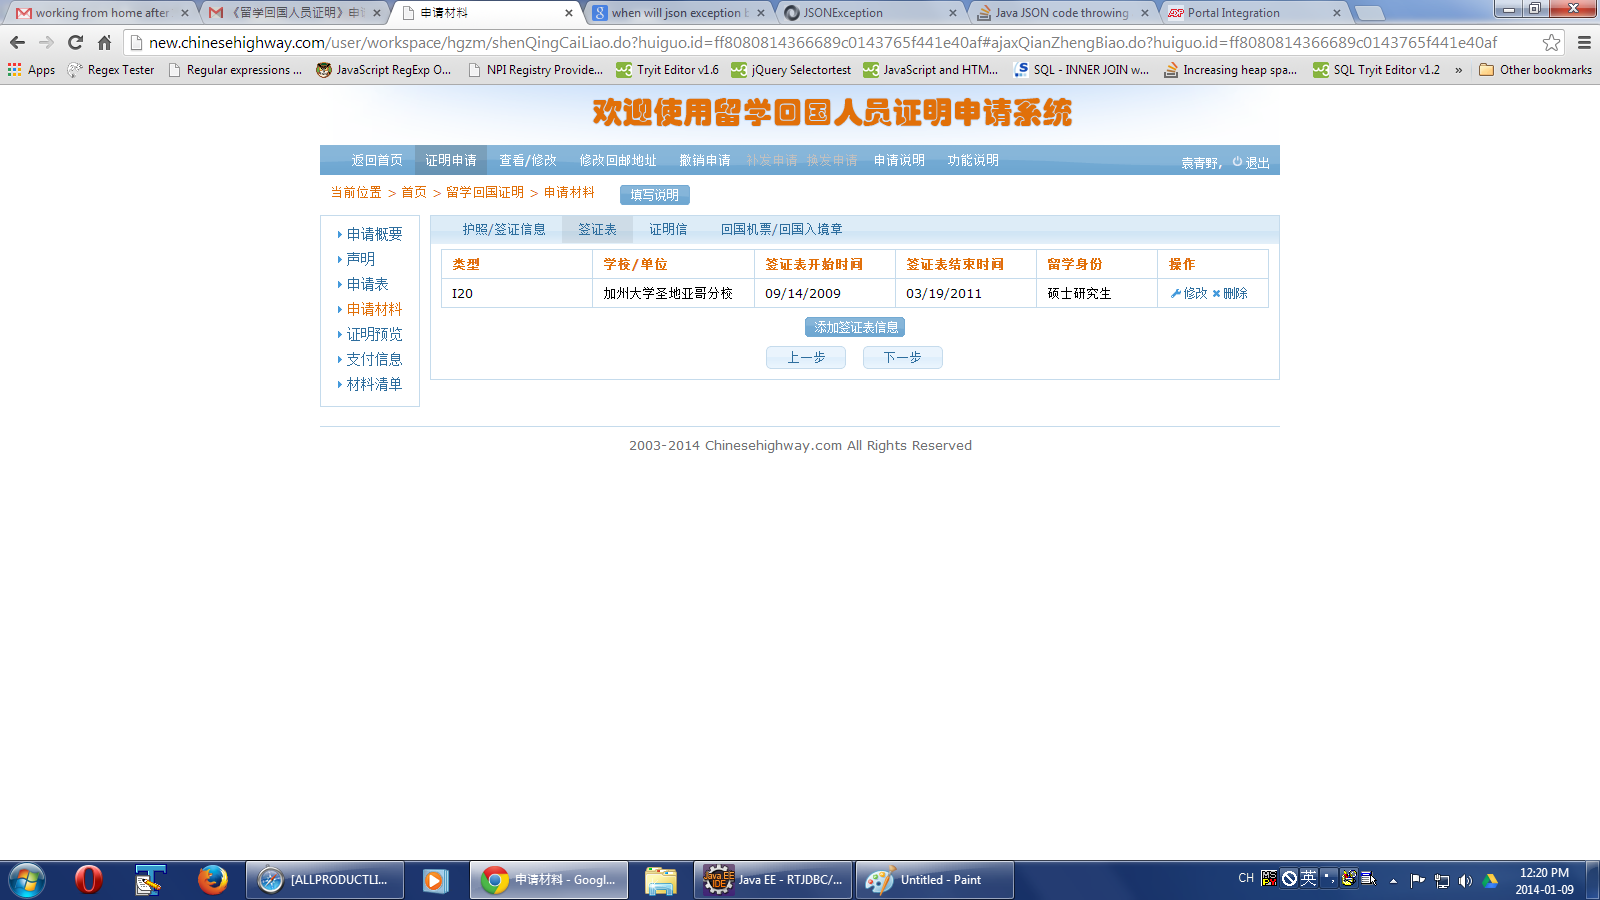 working from home after
《留学回国人员证明》申请
申请材料
when will json exception b
JSONException
Java JSON code throwing
Portal Integration
new.chinesehighway.com/user/workspace/hgzm/shenQingCaiLiao.do?huiguo.id=ff8080814366689c0143765f441e40af#ajaxQianZhengBiao.do?huiguo.id=ff8080814366689c0143765f441e40af
Apps
Regex Tester
Regular expressions ...
JavaScript RegExp O...
NPI Registry Provide...
Tryit Editor v1.6
jQuery Selectortest
JavaScript and HTM...
SQL - INNER JOIN w...
Increasing heap spa...
SQL Tryit Editor v1.2
»
Other bookmarks
欢迎使用留学回国人员证明申请系统
返回首页 证明申请 查看/修改 修改回邮地址 撤销申请 补发申请 换发申请 申请说明 功能说明
袁青野, 退出
当前位置 > 首页 > 留学回国证明 > 申请材料
填写说明
申请概要
声明
申请表
申请材料
证明预览
支付信息
材料清单
护照/签证信息 签证表 证明信 回国机票/回国入境章
类型 学校/单位 签证表开始时间 签证表结束时间 留学身份 操作
I20 加州大学圣地亚哥分校 09/14/2009 03/19/2011 硕士研究生 修改 删除
添加签证表信息
上一步 下一步
2003-2014 Chinesehighway.com All Rights Reserved
[ALLPRODUCTLI...
申请材料 - Googl...
Java EE - RTJDBC/...
Untitled - Paint
CH
英
12:20 PM
2014-01-09